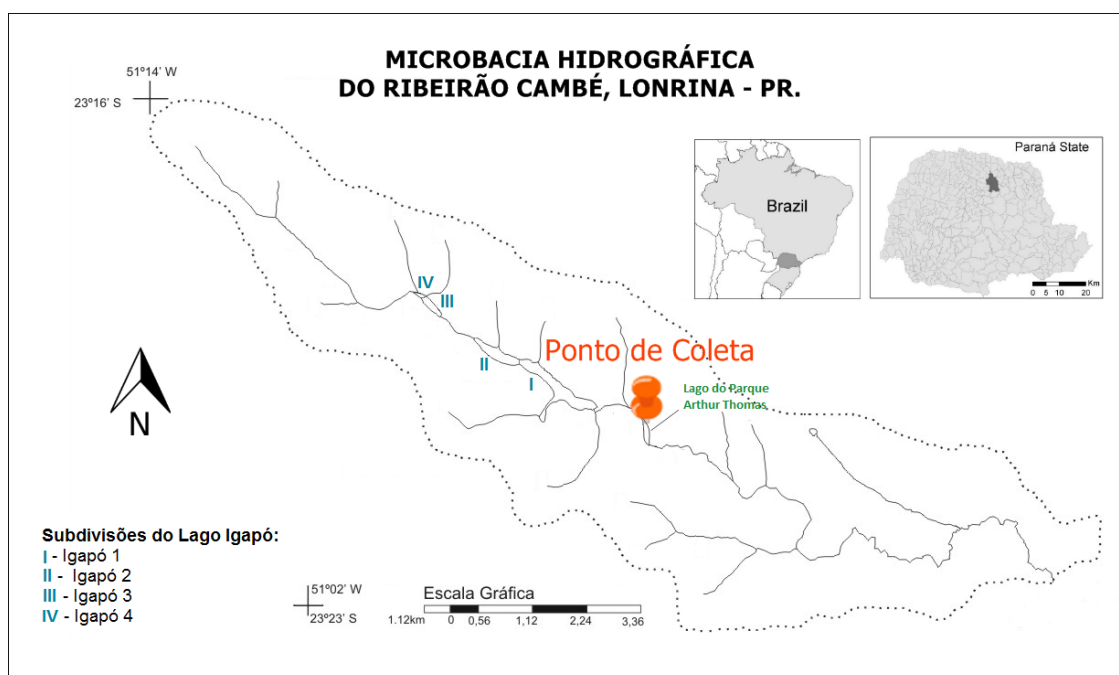 MICROBACIA HIDROGRÁFICA
DO RIBEIRÃO CAMBÉ, LONRINA - PR.
51º14’ W
23º16’ S
Brazil
Paraná State
Km
0 5 10 20
IV
III
II
I
Ponto de Coleta
Lago do Parque
Arthur Thomas
N
Subdivisões do Lago Igapó:
I - Igapó 1
II - Igapó 2
III - Igapó 3
IV - Igapó 4
51º02’ W
23º23’ S
Escala Gráfica
1.12km 0 0,56 1,12 2,24 3,36